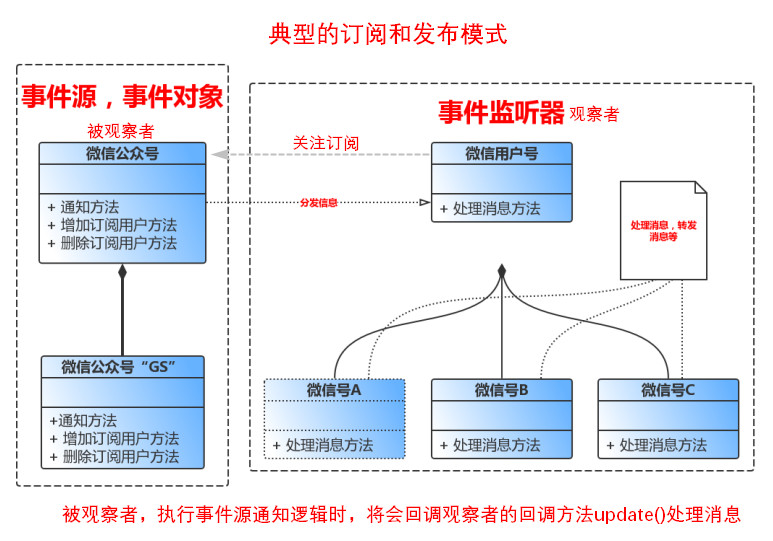 典型的订阅和发布模式
事件源，事件对象
被观察者
微信公众号
+ 通知方法
+ 增加订阅用户方法
+ 删除订阅用户方法
微信公众号“GS”
+通知方法
+ 增加订阅用户方法
+ 删除订阅用户方法
关注订阅
分发信息
事件监听器 观察者
微信用户号
+ 处理消息方法
处理消息，转发
消息等
微信号A
+ 处理消息方法
微信号B
+ 处理消息方法
微信号C
+ 处理消息方法
被观察者，执行事件源通知逻辑时，将会回调观察者的回调方法update()处理消息